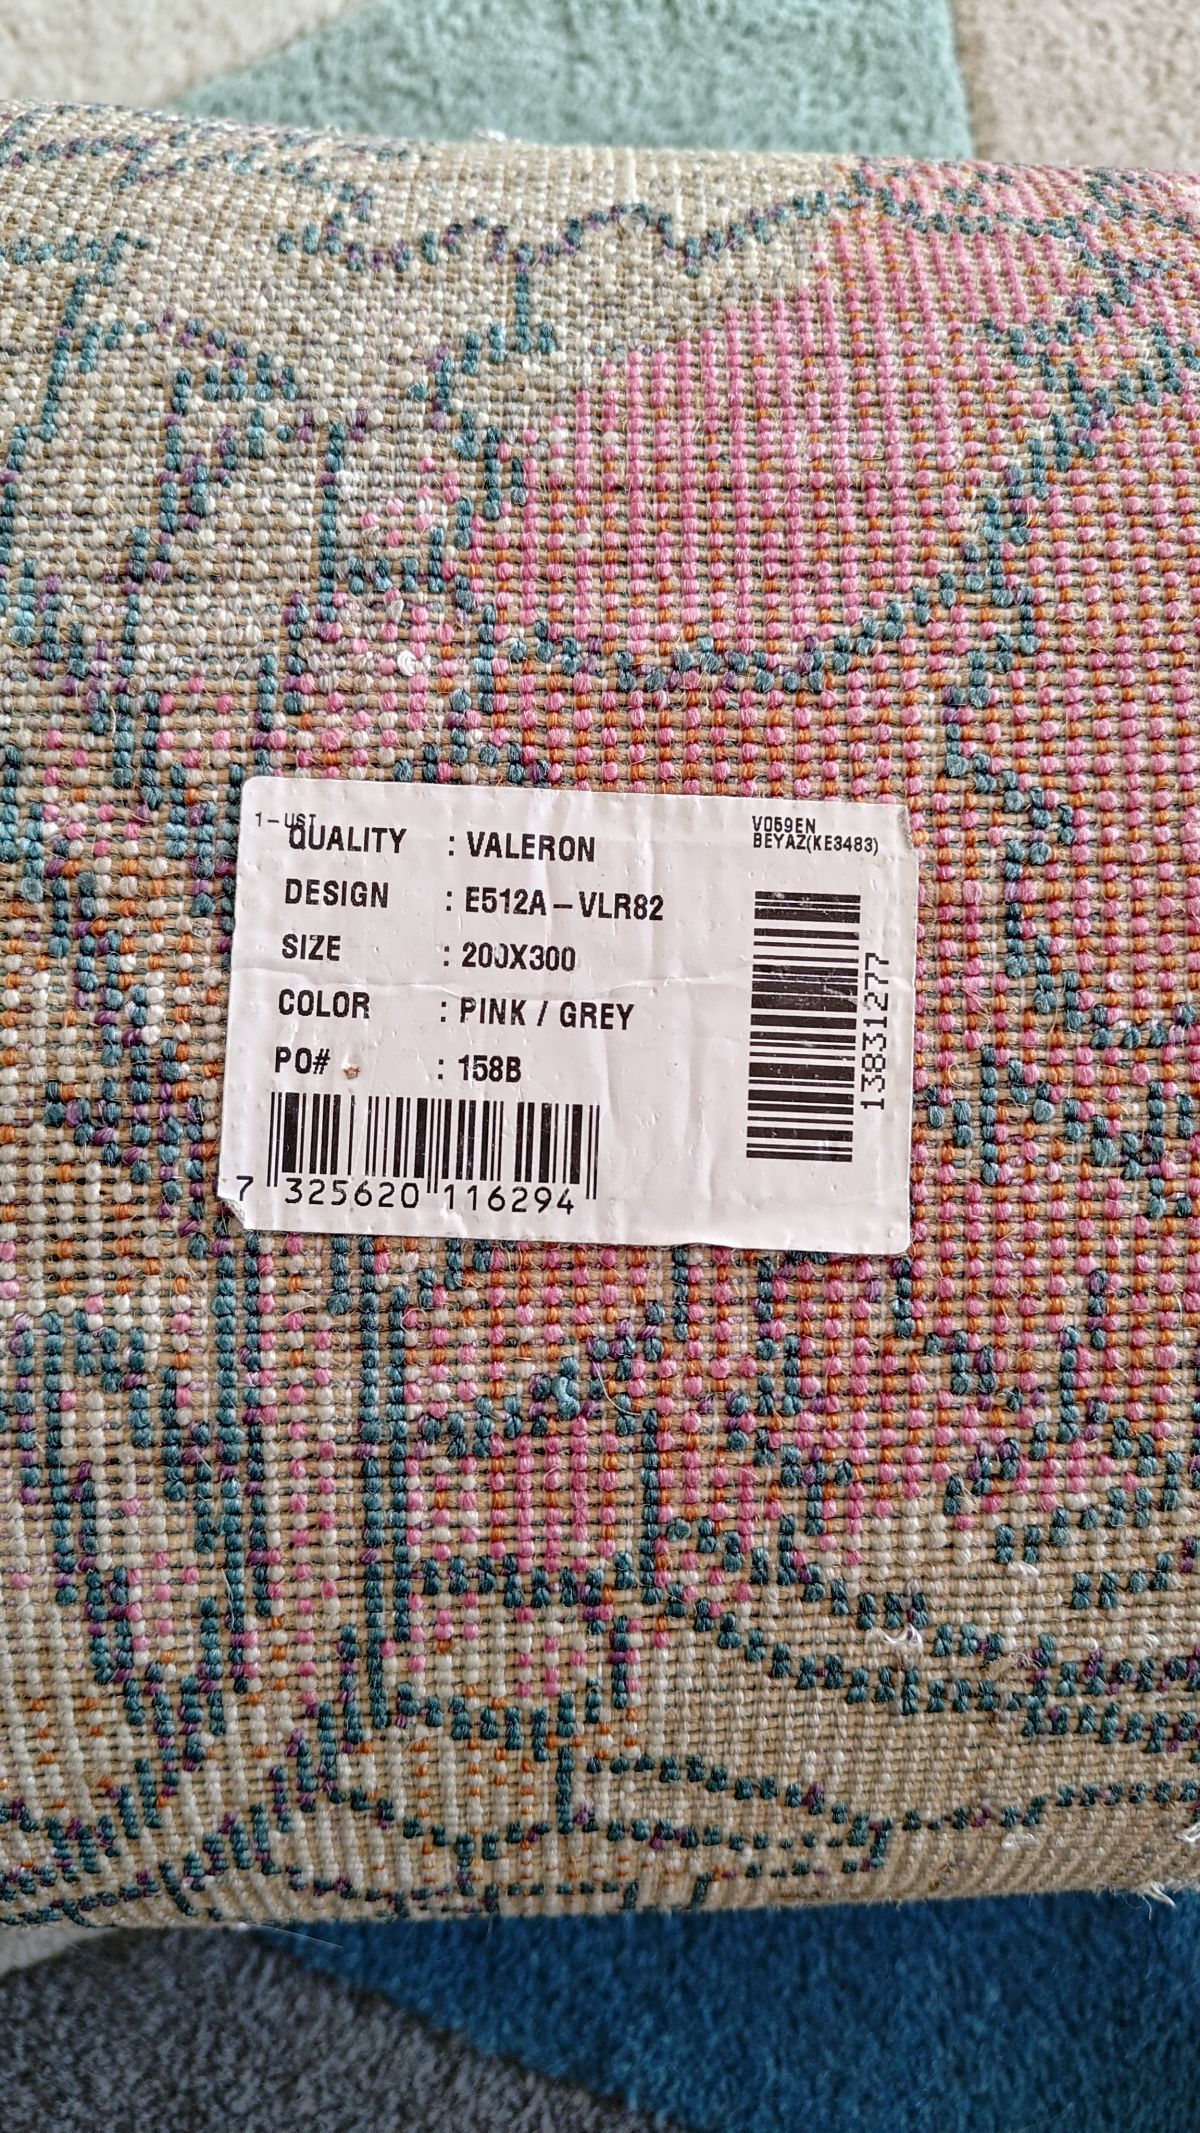 1-UST
QUALITY : VALERON
DESIGN : E512A-VLR82
SIZE : 200X300
COLOR : PINK / GREY
PO# : 158B
7 325620 116294
V059EN
BEYAZ(KE3483)
13831277